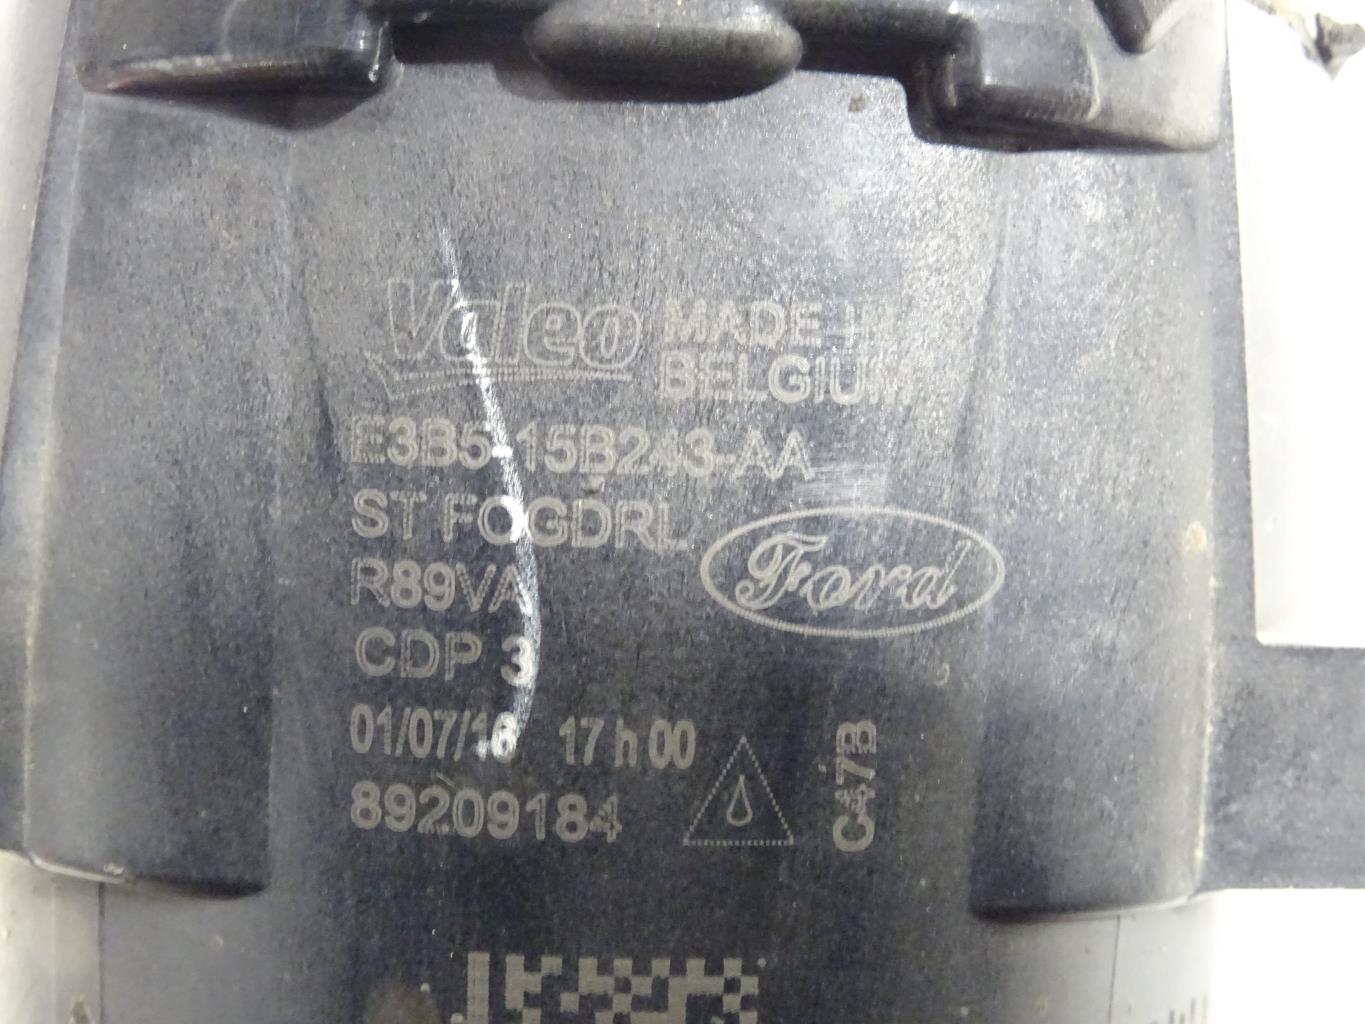 Valeo MADE IN
BELGIUM
E3B5-15B243-AA
ST FOGDRL
R89VA
Ford
CDP 3
01/07/16 17 h 00
89209184
C47B